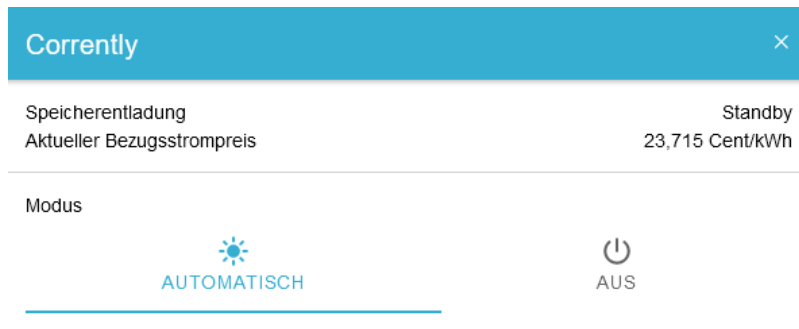 Corrently ×
Speicherentladung Standby
Aktueller Bezugsstrompreis 23,715 Cent/kWh
Modus
AUTOMATISCH AUS